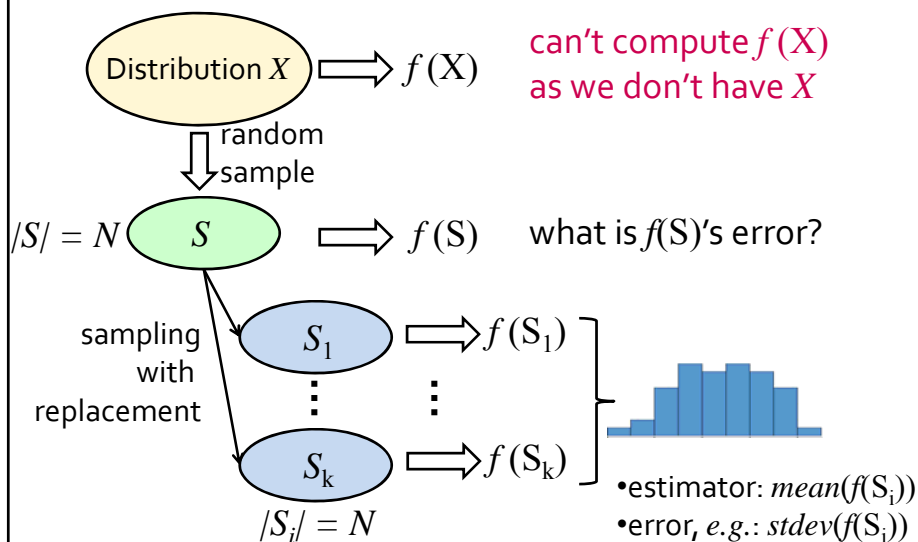 Distribution X
f (X)
can't compute f (X)
as we don't have X
random
sample
|S| = N
S
f (S)
what is f(S)'s error?
sampling
with
replacement
S₁
f (S₁)
⋮
⋮
Sₖ
f (Sₖ)
|Sᵢ| = N
•estimator: mean(f(Sᵢ))
•error, e.g.: stdev(f(Sᵢ))